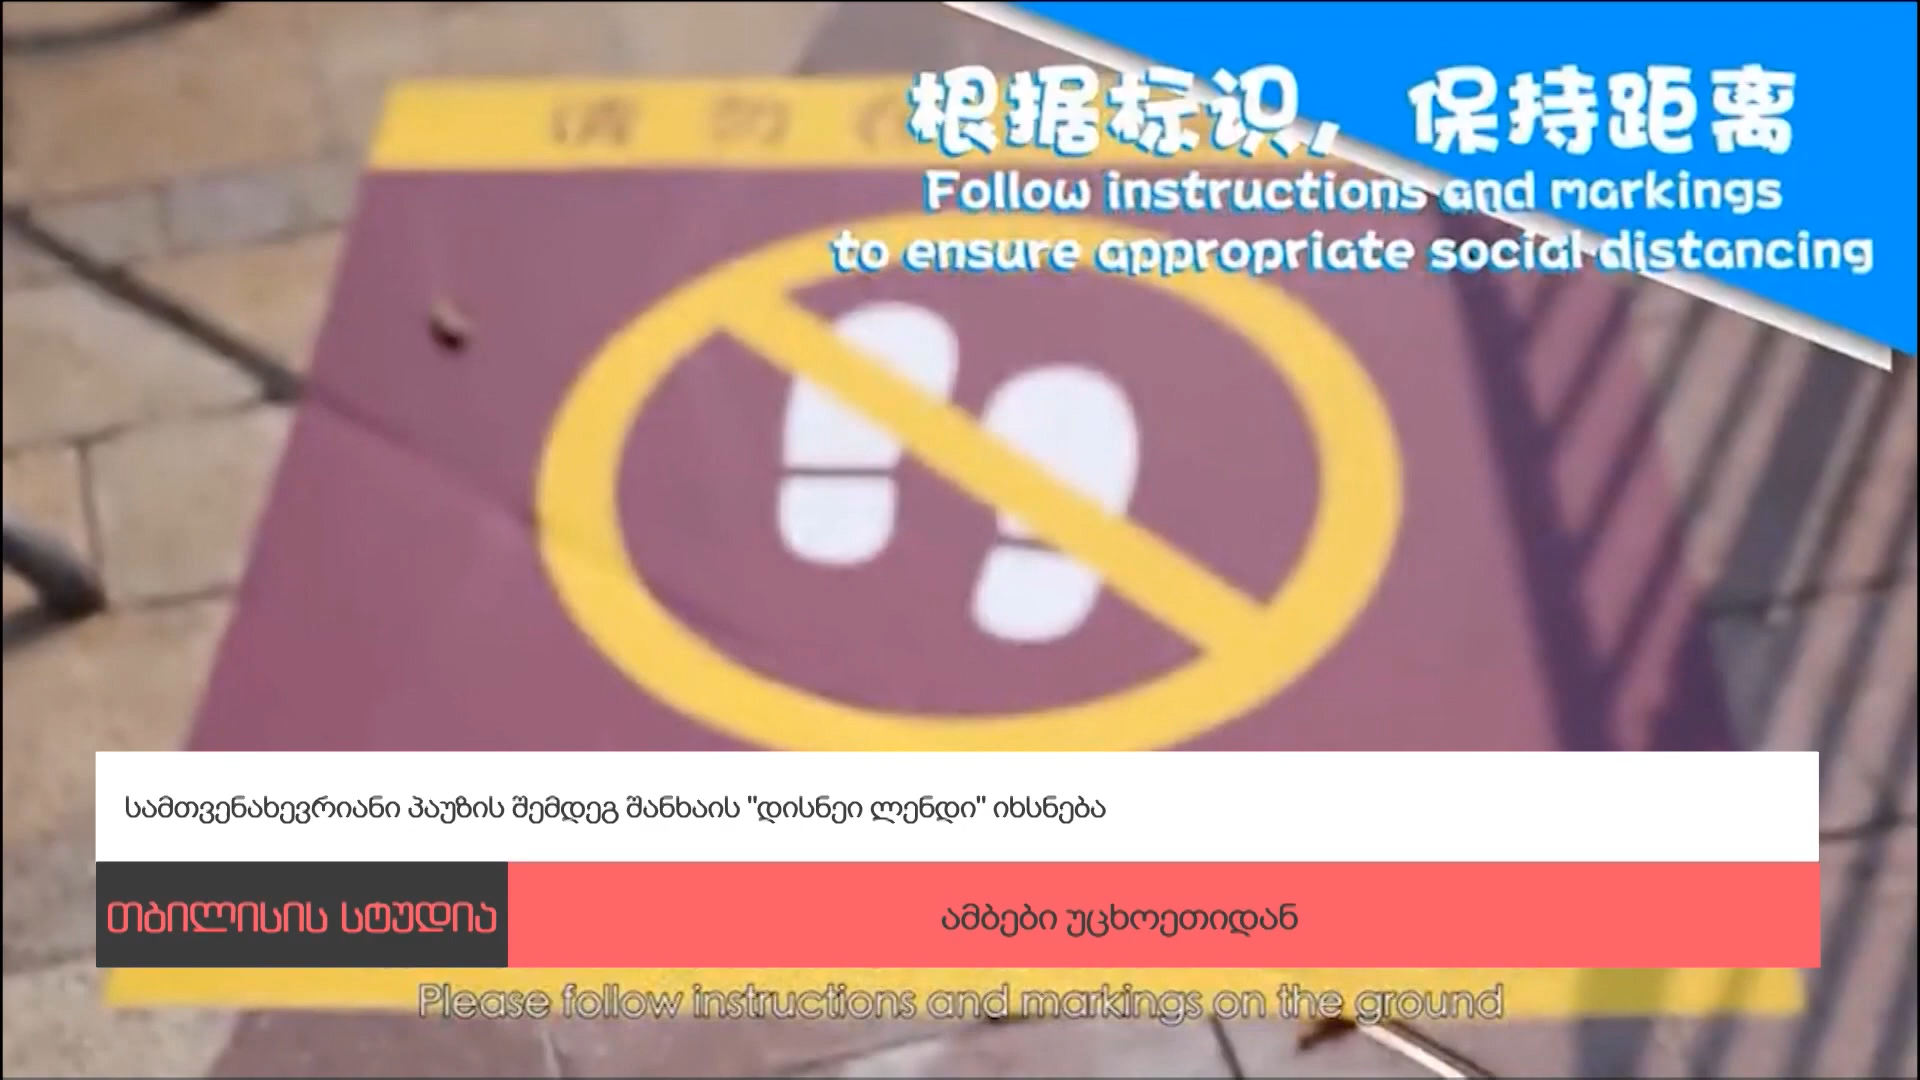 根据标识, 保持距离
Follow instructions and markings
to ensure appropriate social distancing
სამთვენახევრიანი პაუზის შემდეგ შანხაის "დისნეი ლენდი" იხსნება
თბილისის სტუდია
ამბები უცხოეთიდან
Please follow instructions and markings on the ground